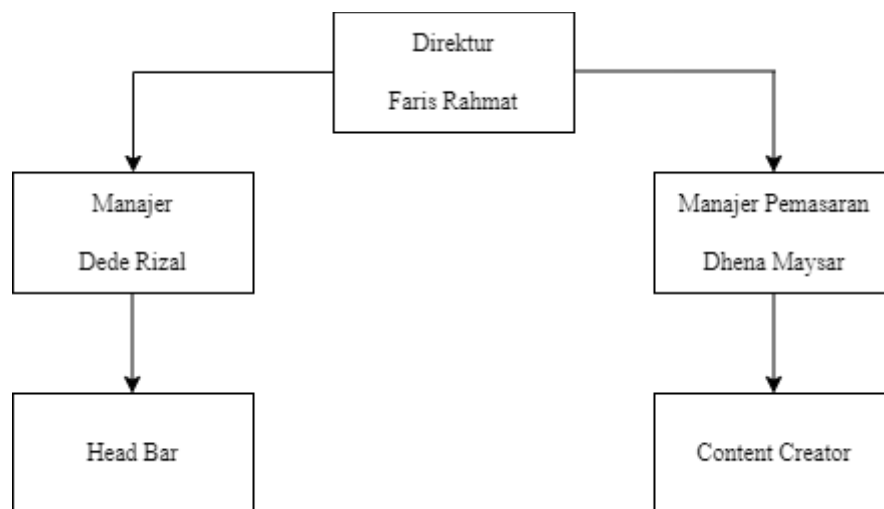 Direktur
Faris Rahmat
Manajer
Dede Rizal
Manajer Pemasaran
Dhena Maysar
Head Bar
Content Creator